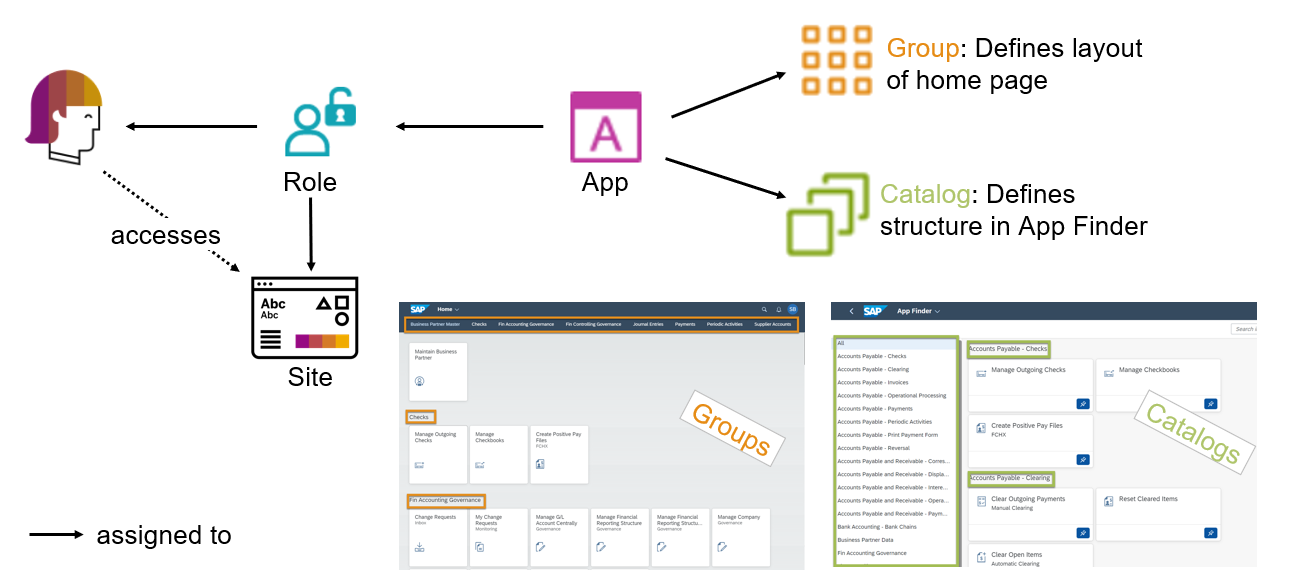 Group: Defines layout
of home page
Role
App
Catalog: Defines
structure in App Finder
accesses
Abc
Abc
Site
assigned to
SAP
Home
SB
Business Partner Master Checks Fin Accounting Governance Fin Controlling Governance Journal Entries Payments Periodic Activities Supplier Accounts
Maintain Business
Partner
Checks
Manage Outgoing
Checks
Manage
Checkbooks
Create Positive Pay
Files
FCHX
Fin Accounting Governance
Change Requests
Inbox
My Change
Requests
Monitoring
Manage G/L
Account Centrally
Governance
Manage Financial
Reporting Structure
Governance
Manage Financial
Reporting Structu...
Governance
Manage Company
Governance
Groups
SAP
App Finder
Search
All
Accounts Payable - Checks
Accounts Payable - Clearing
Accounts Payable - Invoices
Accounts Payable - Operational Processing
Accounts Payable - Payments
Accounts Payable - Periodic Activities
Accounts Payable - Print Payment Form
Accounts Payable - Reversal
Accounts Payable and Receivable - Corres...
Accounts Payable and Receivable - Displa...
Accounts Payable and Receivable - Intere...
Accounts Payable and Receivable - Opera...
Accounts Payable and Receivable - Paym...
Bank Accounting - Bank Chains
Business Partner Data
Fin Accounting Governance
Accounts Payable - Checks
Manage Outgoing Checks
Manage Checkbooks
Create Positive Pay Files
FCHX
Accounts Payable - Clearing
Clear Outgoing Payments
Manual Clearing
Reset Cleared Items
Clear Open Items
Automatic Clearing
Catalogs